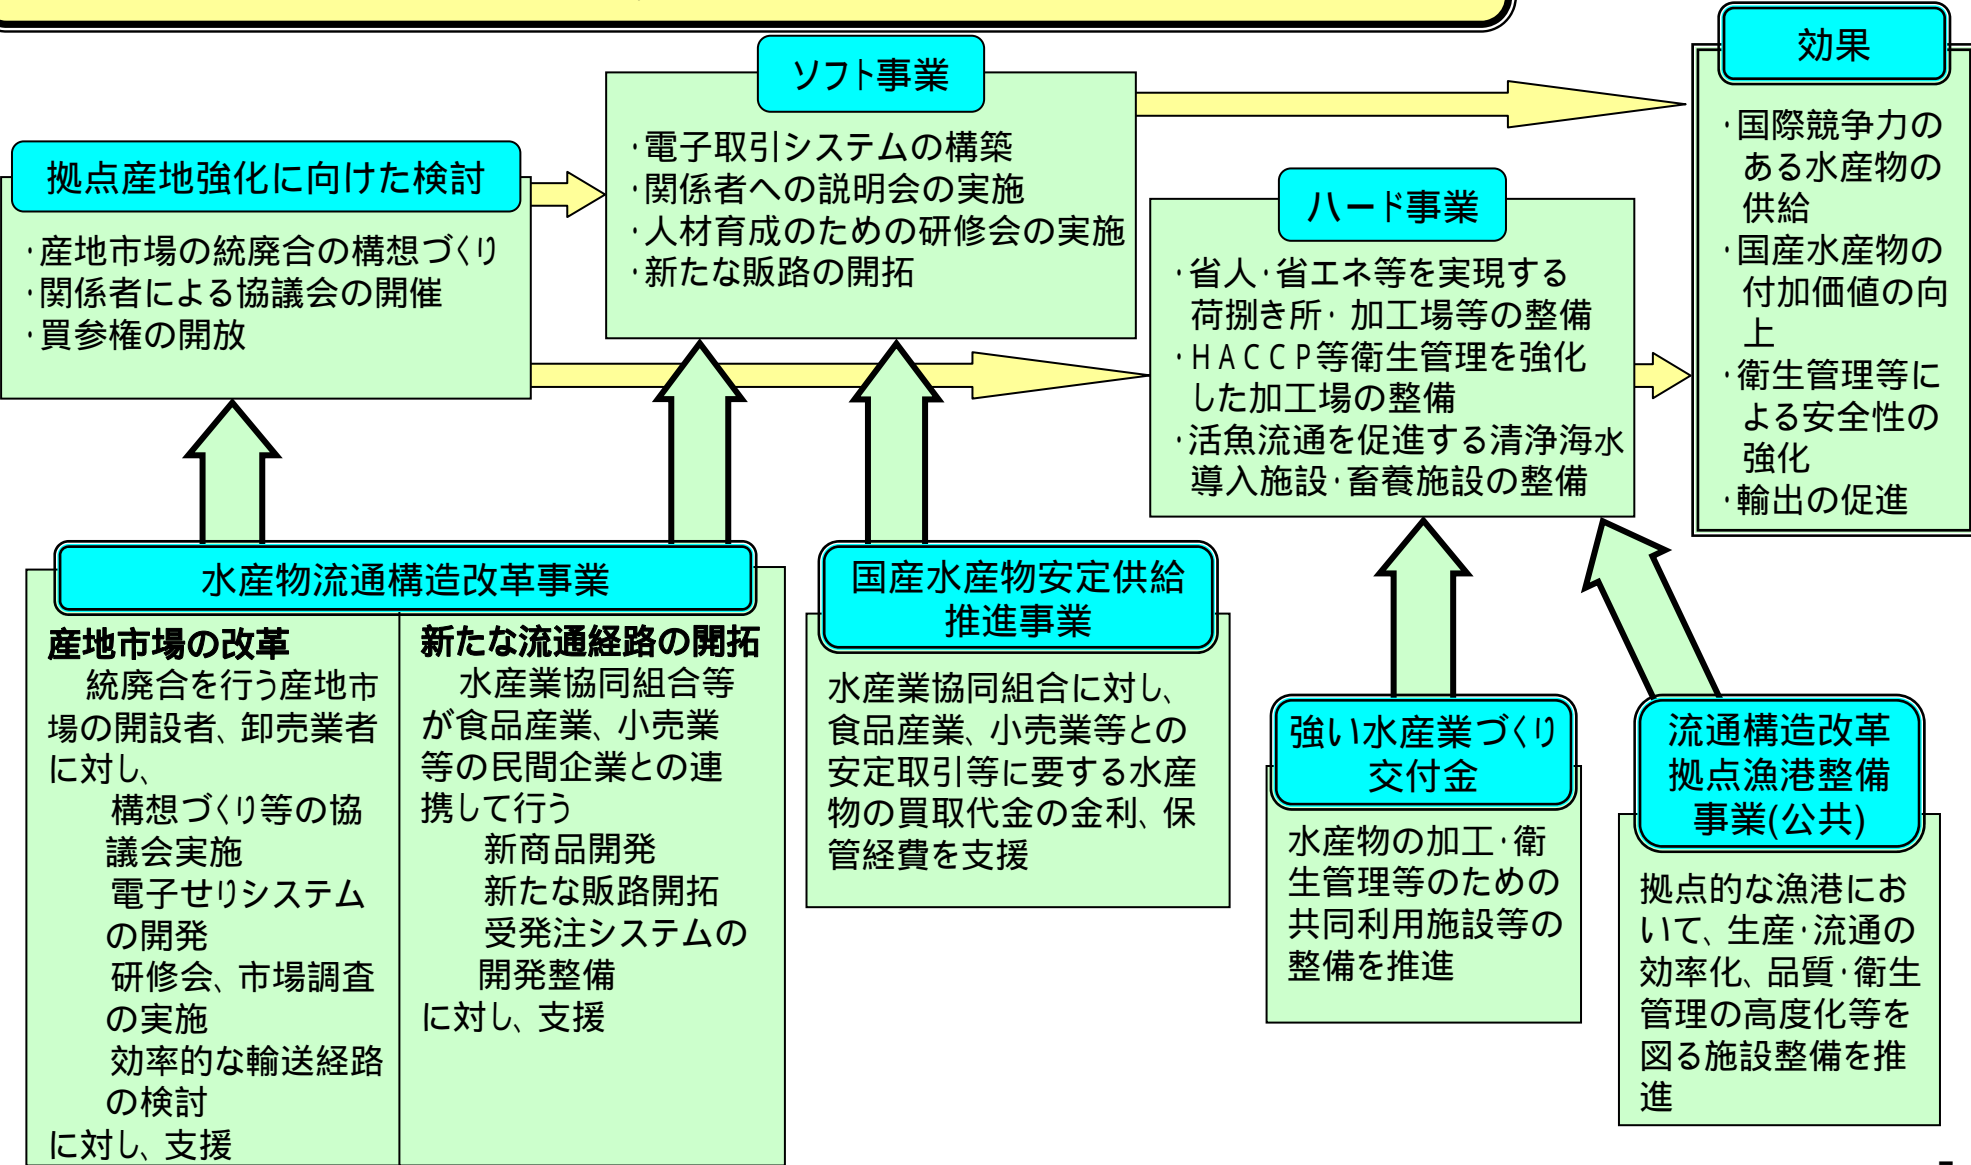 拠点産地強化に向けた検討
・産地市場の統廃合の構想づくり
・関係者による協議会の開催
・買参権の開放
ソフト事業
・電子取引システムの構築
・関係者への説明会の実施
・人材育成のための研修会の実施
・新たな販路の開拓
ハード事業
・省人・省エネ等を実現する
荷捌き所・加工場等の整備
・HACCP等衛生管理を強化
した加工場の整備
・活魚流通を促進する清浄海水
導入施設・畜養施設の整備
効果
・国際競争力の
ある水産物の
供給
・国産水産物の
付加価値の向
上
・衛生管理等に
よる安全性の
強化
・輸出の促進
水産物流通構造改革事業
産地市場の改革
統廃合を行う産地市
場の開設者、卸売業者
に対し、
構想づくり等の協
議会実施
電子せりシステム
の開発
研修会、市場調査
の実施
効率的な輸送経路
の検討
に対し、支援
新たな流通経路の開拓
水産業協同組合等
が食品産業、小売業
等の民間企業との連
携して行う
新商品開発
新たな販路開拓
受発注システムの
開発整備
に対し、支援
国産水産物安定供給
推進事業
水産業協同組合に対し、
食品産業、小売業等との
安定取引等に要する水産
物の買取代金の金利、保
管経費を支援
強い水産業づくり
交付金
水産物の加工・衛
生管理等のための
共同利用施設等の
整備を推進
流通構造改革
拠点漁港整備
事業(公共)
拠点的な漁港にお
いて、生産・流通の
効率化、品質・衛生
管理の高度化等を
図る施設整備を推
進